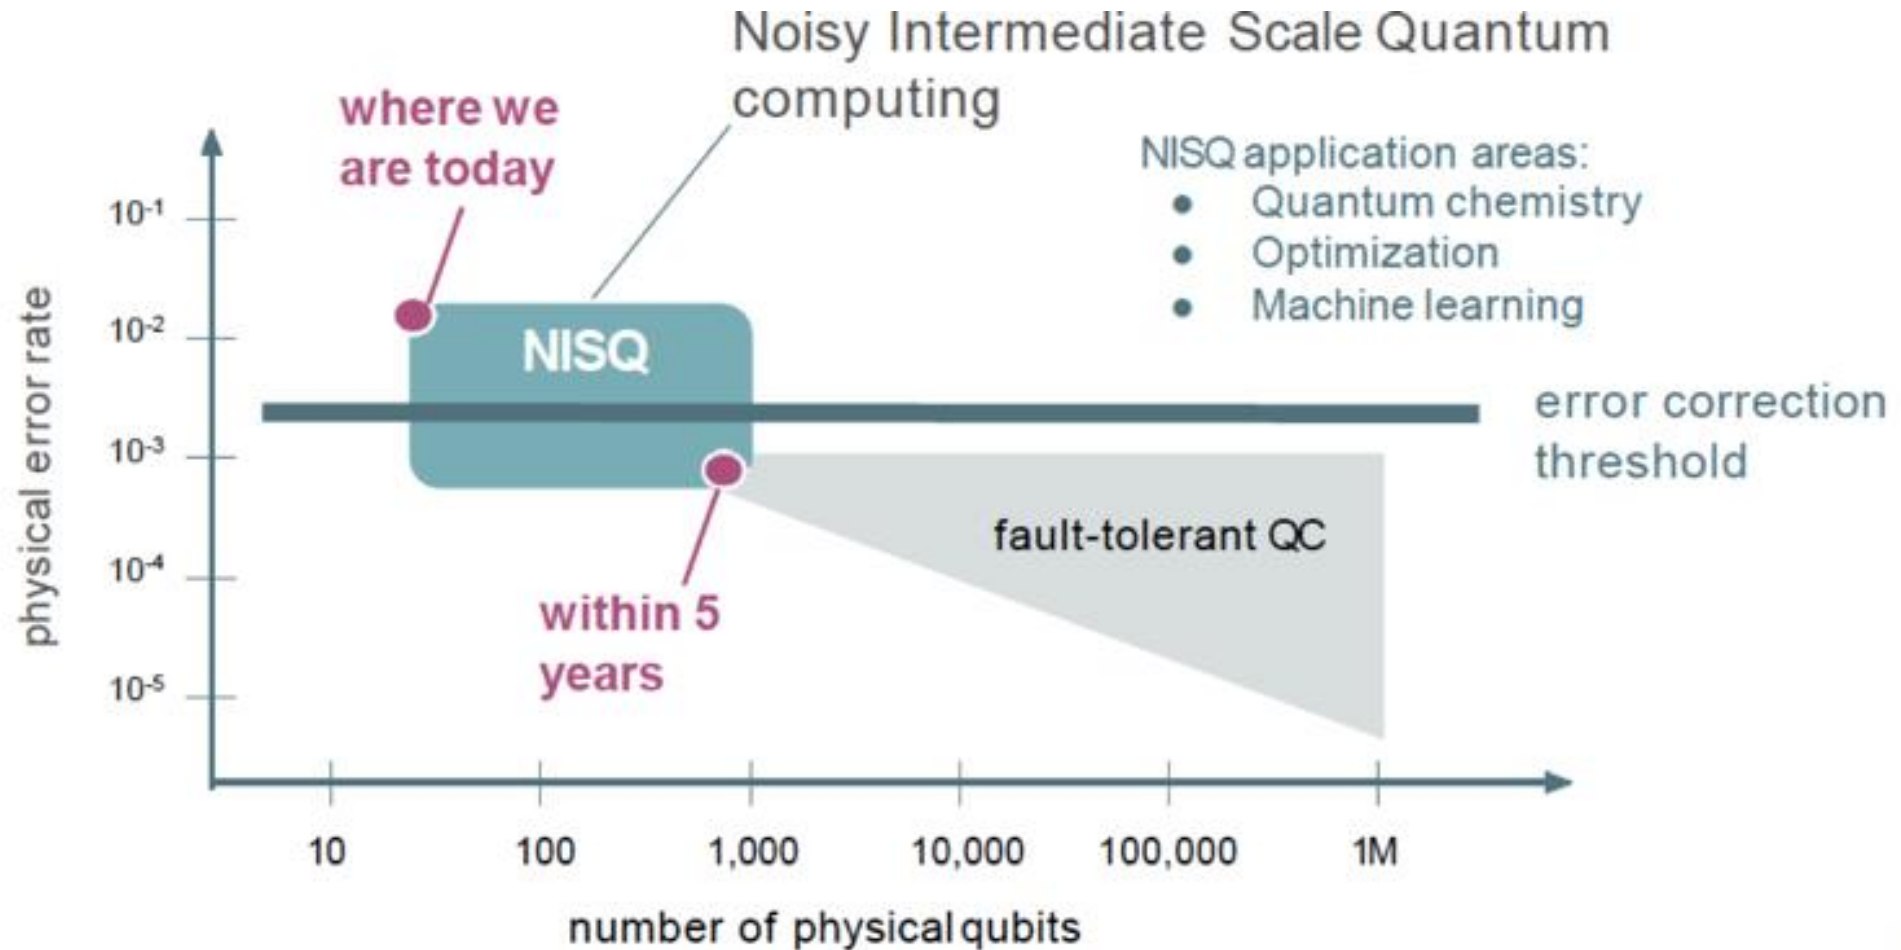 Noisy Intermediate Scale Quantum
computing
where we
are today
NISQ application areas:
● Quantum chemistry
● Optimization
● Machine learning
physical error rate
10⁻¹
10⁻²
10⁻³
10⁻⁴
10⁻⁵
NISQ
error correction
threshold
fault-tolerant QC
within 5
years
10 100 1,000 10,000 100,000 1M
number of physical qubits